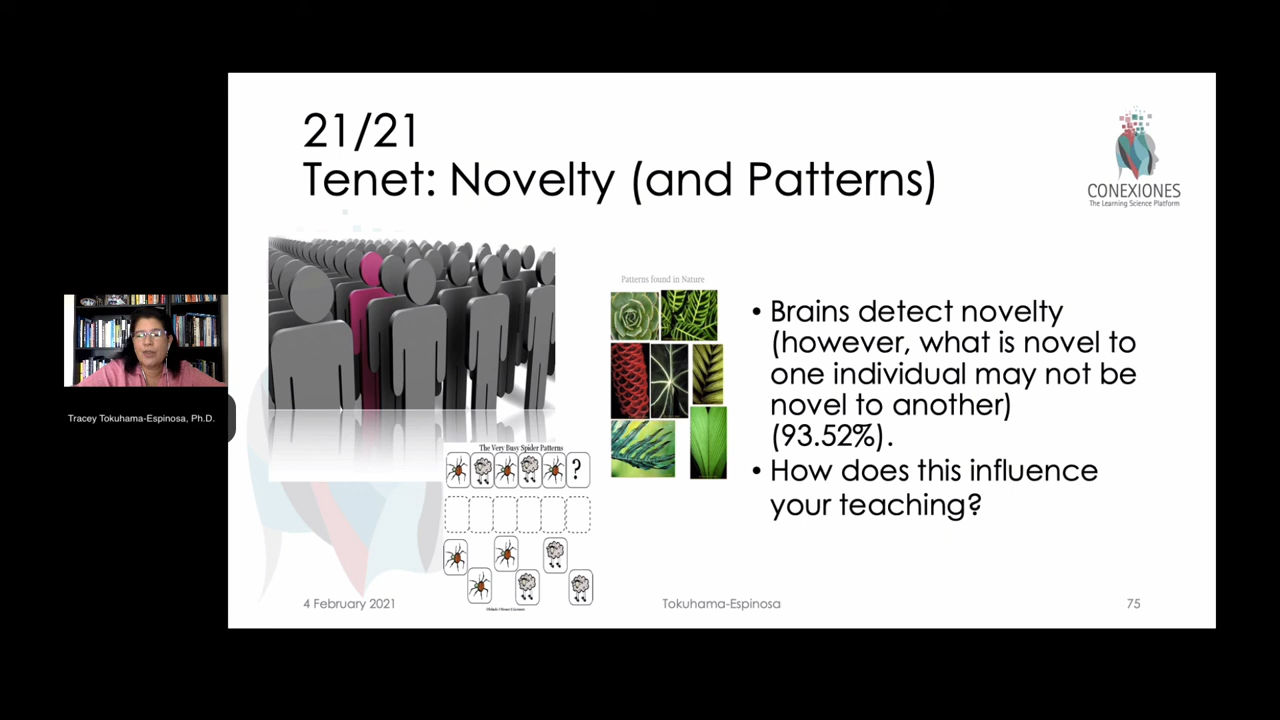 21/21
Tenet: Novelty (and Patterns)
CONEXIONES
The Learning Science Platform
Patterns found in Nature
• Brains detect novelty
(however, what is novel to
one individual may not be
novel to another)
(93.52%).
• How does this influence
your teaching?
Tracey Tokuhama-Espinosa, Ph.D.
The Very Busy Spider Patterns
?
4 February 2021
Tokuhama-Espinosa
75